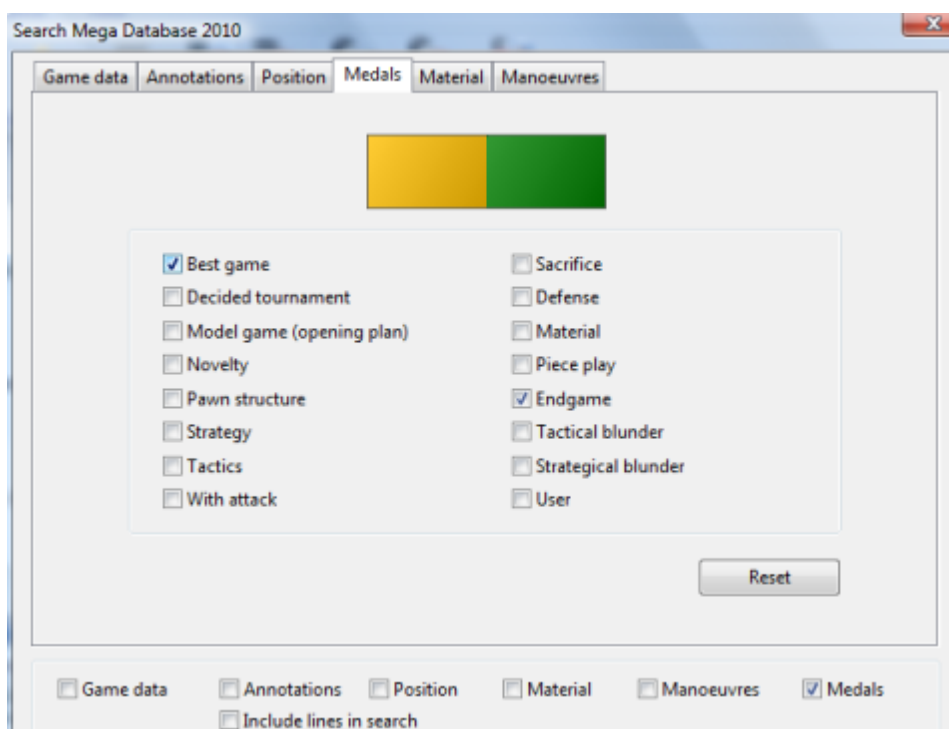 Search Mega Database 2010
Game data Annotations Position Medals Material Manoeuvres
Best game Sacrifice
Decided tournament Defense
Model game (opening plan) Material
Novelty Piece play
Pawn structure Endgame
Strategy Tactical blunder
Tactics Strategical blunder
With attack User
Reset
Game data Annotations Position Material Manoeuvres Medals
Include lines in search